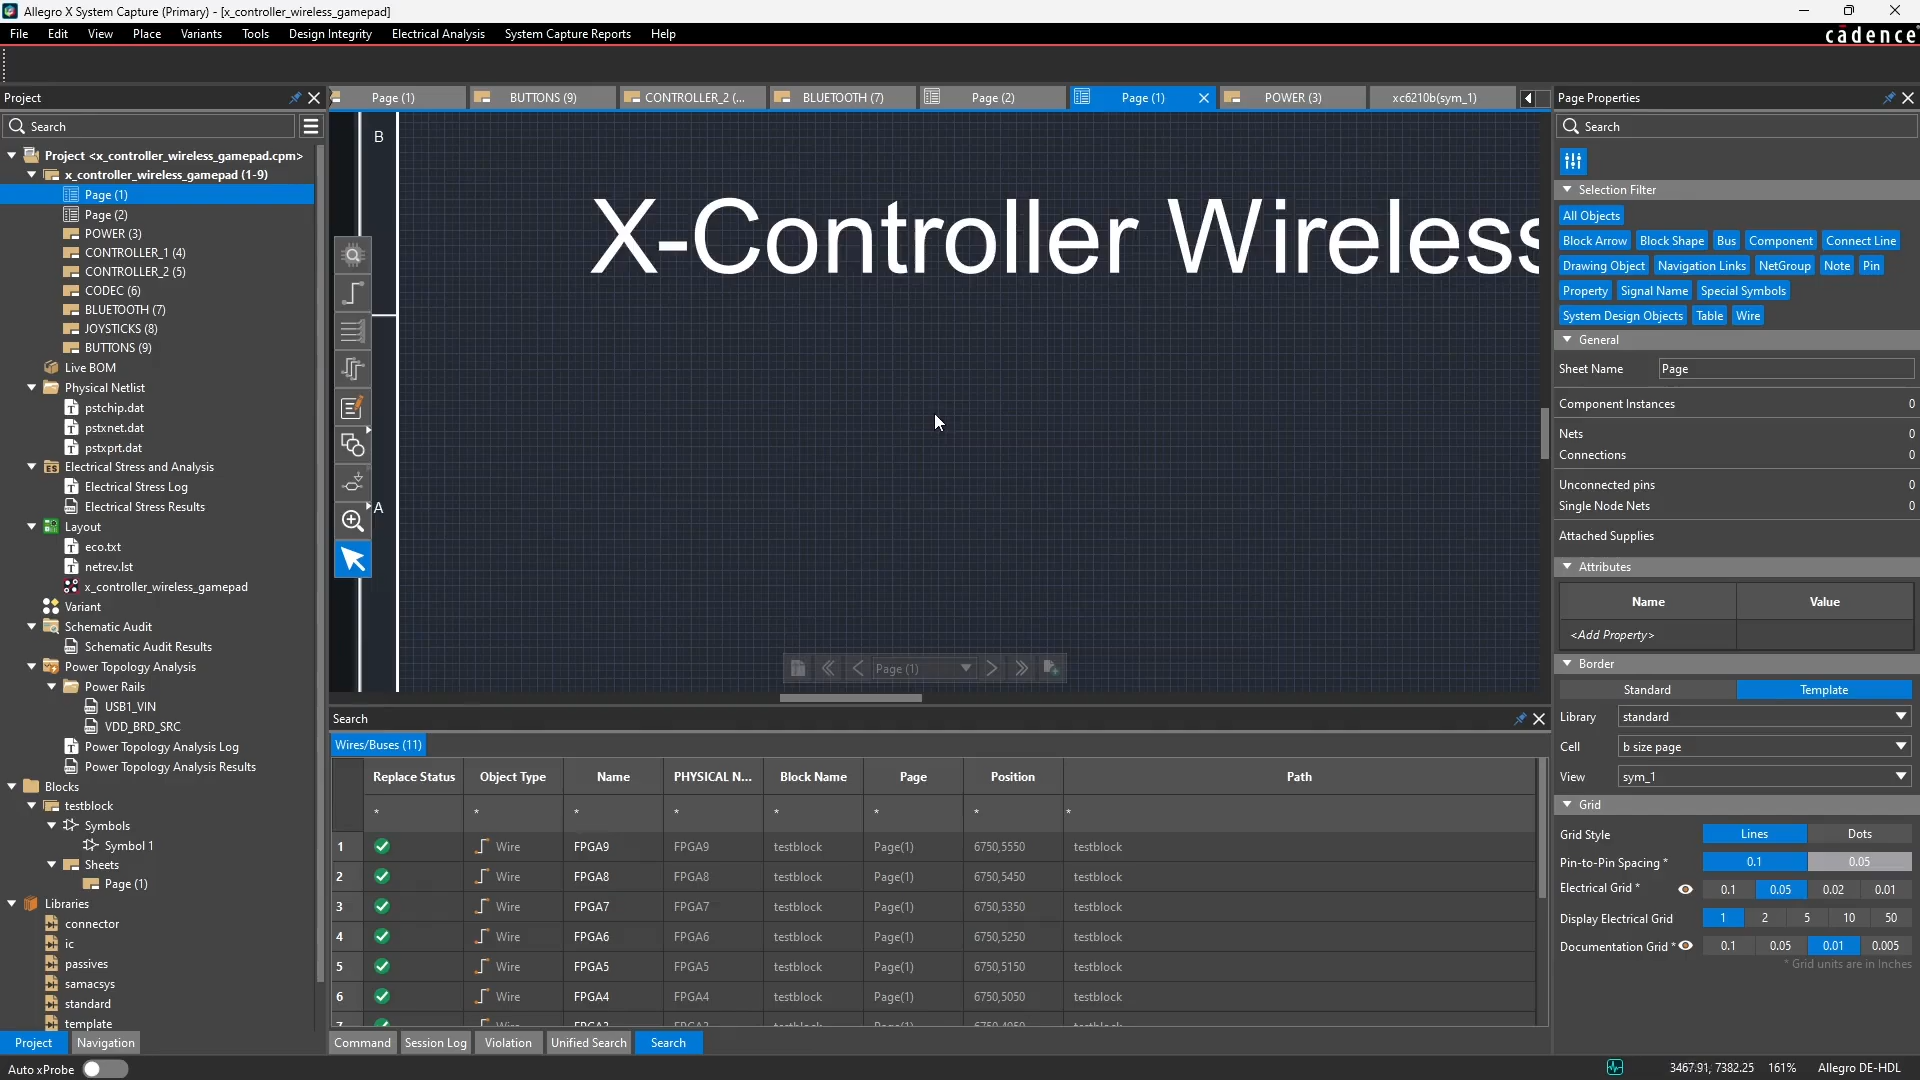 Allegro X System Capture (Primary) - [x_controller_wireless_gamepad]
File Edit View Place Variants Tools Design Integrity Electrical Analysis System Capture Reports Help
cādence
Project
Search
Project <x_controller_wireless_gamepad.cpm>
x_controller_wireless_gamepad (1-9)
Page (1)
Page (2)
POWER (3)
CONTROLLER_1 (4)
CONTROLLER_2 (5)
CODEC (6)
BLUETOOTH (7)
JOYSTICKS (8)
BUTTONS (9)
Live BOM
Physical Netlist
pstchip.dat
pstxnet.dat
pstxprt.dat
Electrical Stress and Analysis
Electrical Stress Log
Electrical Stress Results
Layout
eco.txt
netrev.lst
x_controller_wireless_gamepad
Variant
Schematic Audit
Schematic Audit Results
Power Topology Analysis
Power Rails
USB1_VIN
VDD_BRD_SRC
Power Topology Analysis Log
Power Topology Analysis Results
Blocks
testblock
Symbols
Symbol 1
Sheets
Page (1)
Libraries
connector
ic
passives
samacsys
standard
template
Project Navigation
Auto xProbe
Page (1) BUTTONS (9) CONTROLLER_2 (... BLUETOOTH (7) Page (2) Page (1) POWER (3) xc6210b(sym_1)
B
X-Controller Wireless
A
Page (1)
Search
Wires/Buses (11)
Replace Status Object Type Name PHYSICAL N... Block Name Page Position Path
* * * * * * * *
1 Wire FPGA9 FPGA9 testblock Page(1) 6750,5550 testblock
2 Wire FPGA8 FPGA8 testblock Page(1) 6750,5450 testblock
3 Wire FPGA7 FPGA7 testblock Page(1) 6750,5350 testblock
4 Wire FPGA6 FPGA6 testblock Page(1) 6750,5250 testblock
5 Wire FPGA5 FPGA5 testblock Page(1) 6750,5150 testblock
6 Wire FPGA4 FPGA4 testblock Page(1) 6750,5050 testblock
Command Session Log Violation Unified Search Search
Page Properties
Search
Selection Filter
All Objects
Block Arrow Block Shape Bus Component Connect Line
Drawing Object Navigation Links NetGroup Note Pin
Property Signal Name Special Symbols
System Design Objects Table Wire
General
Sheet Name Page
Component Instances 0
Nets 0
Connections 0
Unconnected pins 0
Single Node Nets 0
Attached Supplies
Attributes
Name Value
<Add Property>
Border
Standard Template
Library standard
Cell b size page
View sym_1
Grid
Grid Style Lines Dots
Pin-to-Pin Spacing * 0.1 0.05
Electrical Grid * 0.1 0.05 0.02 0.01
Display Electrical Grid 1 2 5 10 50
Documentation Grid * 0.1 0.05 0.01 0.005
* Grid units are in Inches
3467.91, 7382.25 161% Allegro DE-HDL